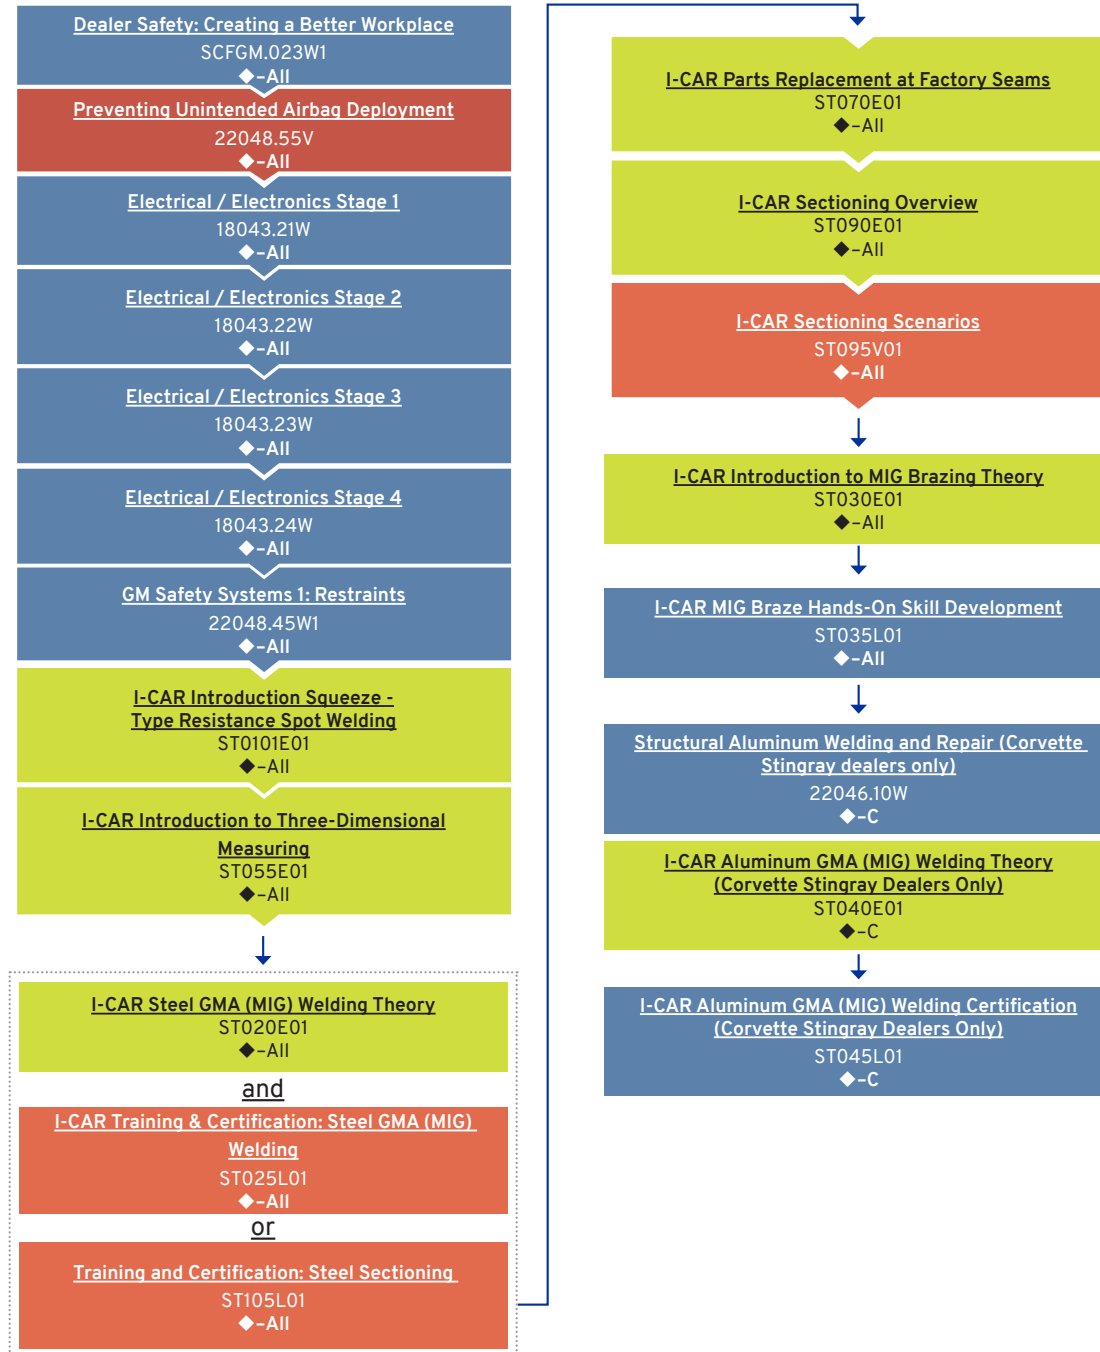 Dealer Safety: Creating a Better Workplace
SCFGM.023W1
◆–All
Preventing Unintended Airbag Deployment
22048.55V
◆–All
Electrical / Electronics Stage 1
18043.21W
◆–All
Electrical / Electronics Stage 2
18043.22W
◆–All
Electrical / Electronics Stage 3
18043.23W
◆–All
Electrical / Electronics Stage 4
18043.24W
◆–All
GM Safety Systems 1: Restraints
22048.45W1
◆–All
I-CAR Introduction Squeeze -
Type Resistance Spot Welding
ST0101E01
◆–All
I-CAR Introduction to Three-Dimensional
Measuring
ST055E01
◆–All
I-CAR Steel GMA (MIG) Welding Theory
ST020E01
◆–All
and
I-CAR Training & Certification: Steel GMA (MIG)
Welding
ST025L01
◆–All
or
Training and Certification: Steel Sectioning
ST105L01
◆–All
I-CAR Parts Replacement at Factory Seams
ST070E01
◆–All
I-CAR Sectioning Overview
ST090E01
◆–All
I-CAR Sectioning Scenarios
ST095V01
◆–All
I-CAR Introduction to MIG Brazing Theory
ST030E01
◆–All
I-CAR MIG Braze Hands-On Skill Development
ST035L01
◆–All
Structural Aluminum Welding and Repair (Corvette
Stingray dealers only)
22046.10W
◆–C
I-CAR Aluminum GMA (MIG) Welding Theory
(Corvette Stingray Dealers Only)
ST040E01
◆–C
I-CAR Aluminum GMA (MIG) Welding Certification
(Corvette Stingray Dealers Only)
ST045L01
◆–C